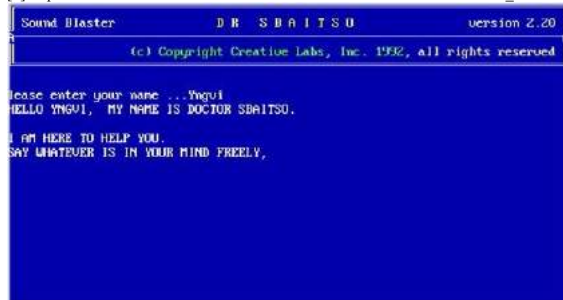 Sound Blaster D R S B A I T S O version 2.20
(c) Copyright Creative Labs, Inc. 1992, all rights reserved
lease enter your name ...Yngvi
HELLO YNGVI, MY NAME IS DOCTOR SBAITSO.
I AM HERE TO HELP YOU.
SAY WHATEVER IS IN YOUR MIND FREELY,